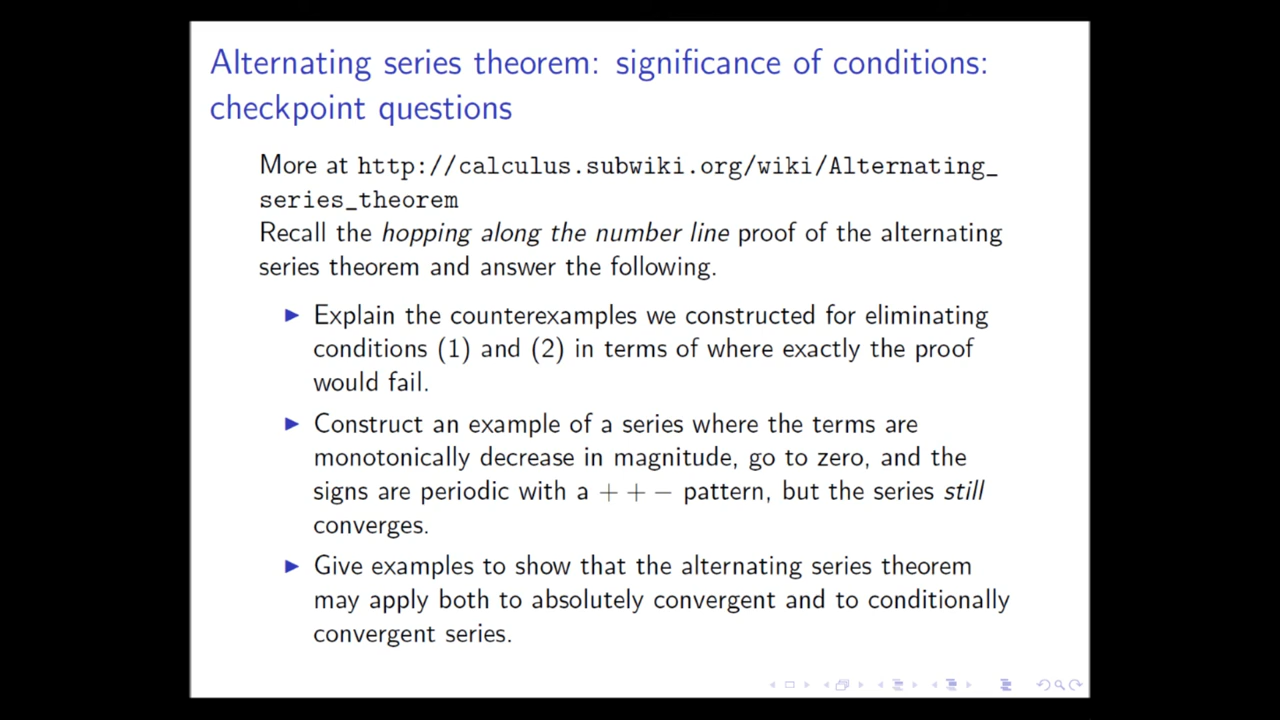 Alternating series theorem: significance of conditions:
checkpoint questions
More at http://calculus.subwiki.org/wiki/Alternating_
series_theorem
Recall the hopping along the number line proof of the alternating
series theorem and answer the following.
▶ Explain the counterexamples we constructed for eliminating
conditions (1) and (2) in terms of where exactly the proof
would fail.
▶ Construct an example of a series where the terms are
monotonically decrease in magnitude, go to zero, and the
signs are periodic with a + + − pattern, but the series still
converges.
▶ Give examples to show that the alternating series theorem
may apply both to absolutely convergent and to conditionally
convergent series.